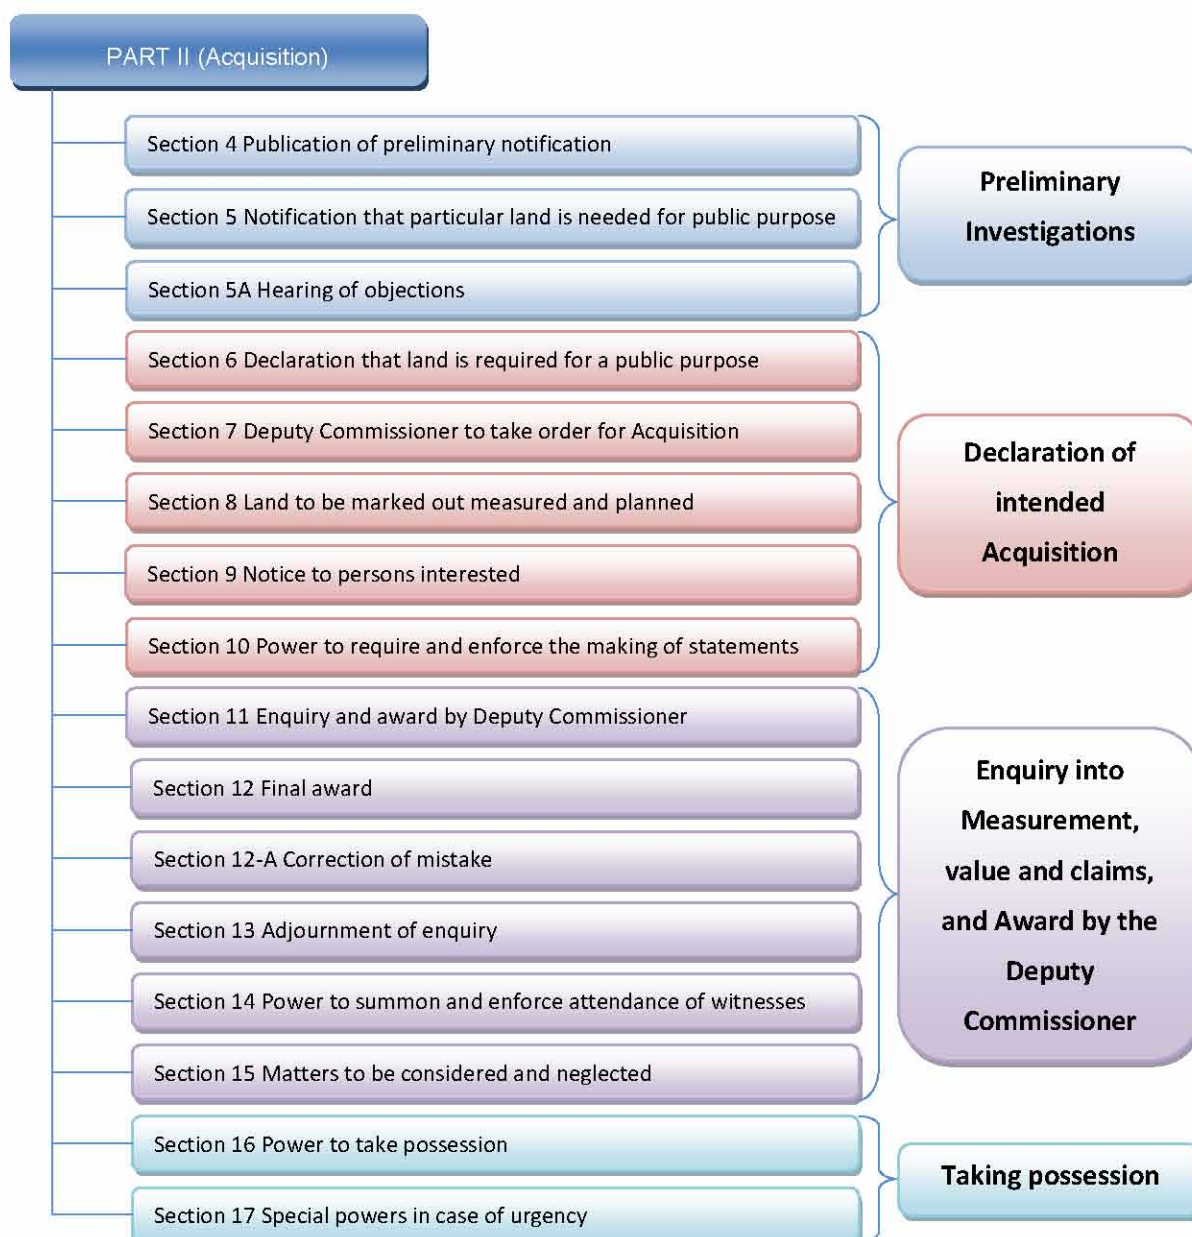 PART II (Acquisition)
Section 4 Publication of preliminary notification
Section 5 Notification that particular land is needed for public purpose
Section 5A Hearing of objections
Preliminary
Investigations
Section 6 Declaration that land is required for a public purpose
Section 7 Deputy Commissioner to take order for Acquisition
Section 8 Land to be marked out measured and planned
Section 9 Notice to persons interested
Section 10 Power to require and enforce the making of statements
Declaration of
intended
Acquisition
Section 11 Enquiry and award by Deputy Commissioner
Section 12 Final award
Section 12-A Correction of mistake
Section 13 Adjournment of enquiry
Section 14 Power to summon and enforce attendance of witnesses
Section 15 Matters to be considered and neglected
Enquiry into
Measurement,
value and claims,
and Award by the
Deputy
Commissioner
Section 16 Power to take possession
Section 17 Special powers in case of urgency
Taking possession